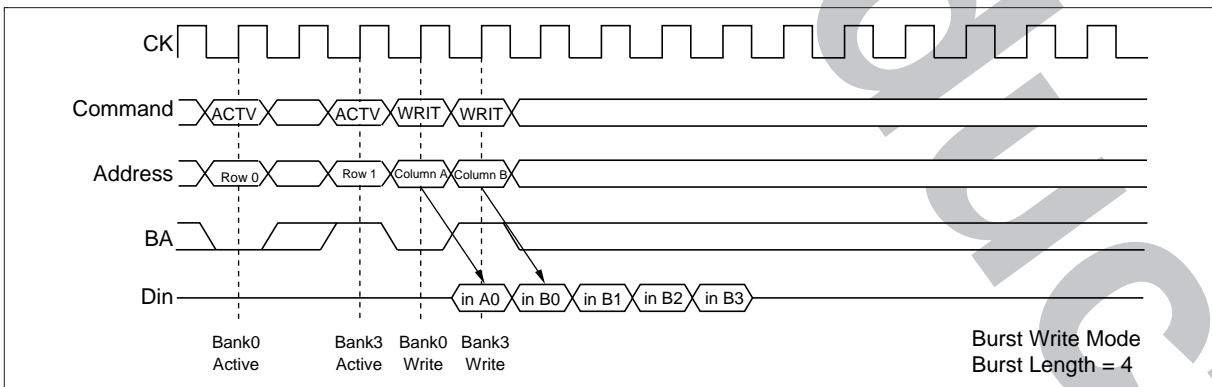 CK
Command ACTV ACTV WRIT WRIT
Address Row 0 Row 1 Column A Column B
BA
Din in A0 in B0 in B1 in B2 in B3
Bank0 Bank3 Bank0 Bank3
Active Active Write Write
Burst Write Mode
Burst Length = 4